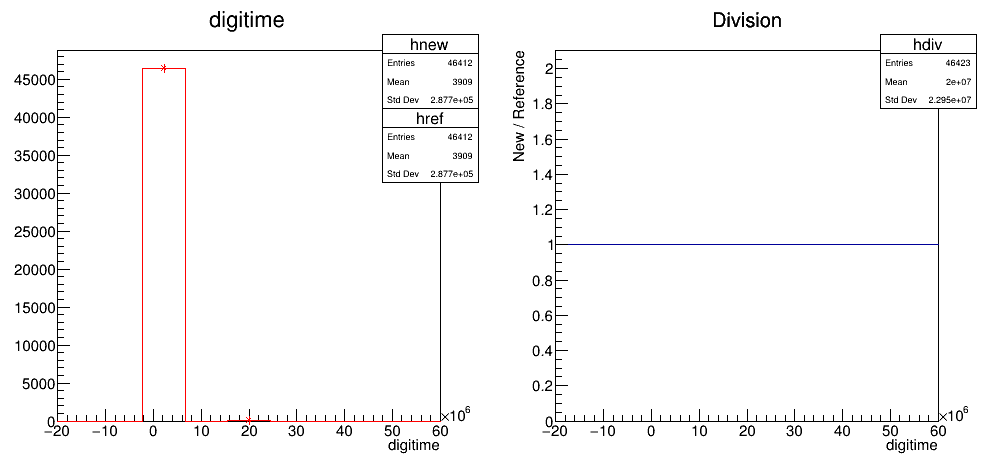 digitime
hnew
Entries 46412
Mean 3909
Std Dev 2.877e+05
href
Entries 46412
Mean 3909
Std Dev 2.877e+05
45000
40000
35000
30000
25000
20000
15000
10000
5000
0
−20 −10 0 10 20 30 40 50 60
×10⁶
digitime
Division
hdiv
Entries 46423
Mean 2e+07
Std Dev 2.295e+07
New / Reference
2
1.8
1.6
1.4
1.2
1
0.8
0.6
0.4
0.2
0
−20 −10 0 10 20 30 40 50 60
×10⁶
digitime